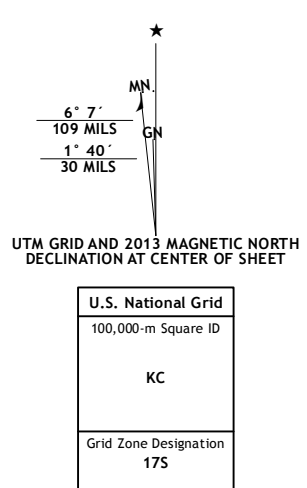 ★
MN
6° 7´
109 MILS
GN
1° 40´
30 MILS
UTM GRID AND 2013 MAGNETIC NORTH
DECLINATION AT CENTER OF SHEET
U.S. National Grid
100,000-m Square ID
KC
Grid Zone Designation
17S